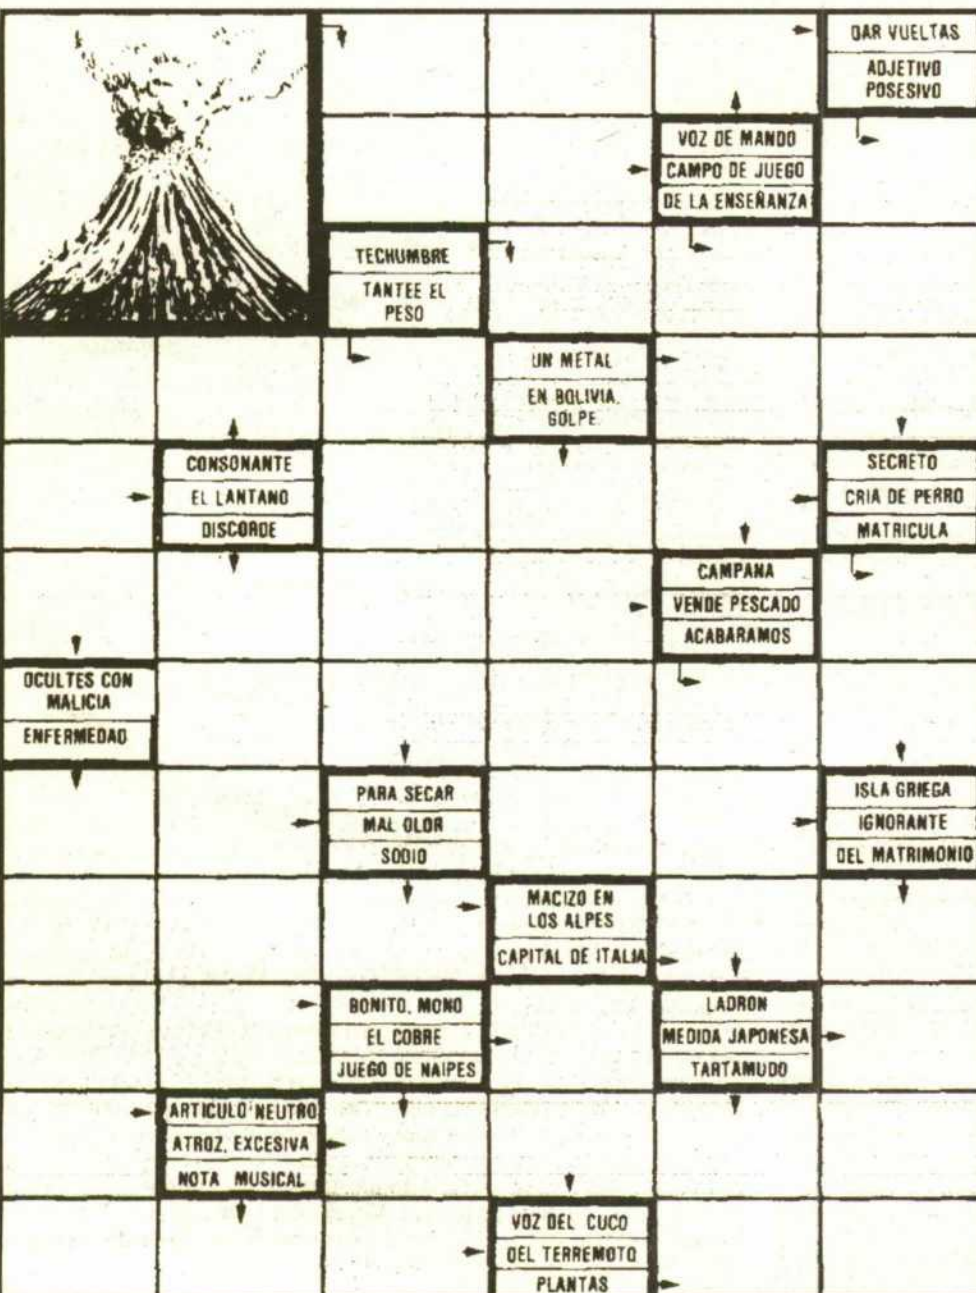 DAR VUELTAS
ADJETIVO
POSESIVO
VOZ DE MANDO
CAMPO DE JUEGO
DE LA ENSEÑANZA
TECHUMBRE
TANTEE EL
PESO
UN METAL
EN BOLIVIA,
GOLPE
CONSONANTE
EL LANTANO
DISCORDE
SECRETO
CRIA DE PERRO
MATRICULA
CAMPANA
VENDE PESCADO
ACABARAMOS
OCULTES CON
MALICIA
ENFERMEDAD
PARA SECAR
MAL OLOR
SODIO
ISLA GRIEGA
IGNORANTE
DEL MATRIMONIO
MACIZO EN
LOS ALPES
CAPITAL DE ITALIA
BONITO, MONO
EL COBRE
JUEGO DE NAIPES
LADRON
MEDIDA JAPONESA
TARTAMUDO
ARTICULO NEUTRO
ATROZ, EXCESIVA
NOTA MUSICAL
VOZ DEL CUCO
DEL TERREMOTO
PLANTAS